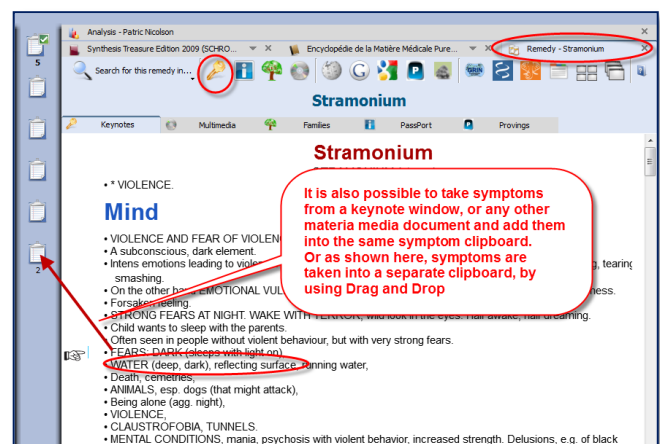 Analysis - Patric Nicolson
Synthesis Treasure Edition 2009 (SCHRO...
Encyclopédie de la Matière Médicale Pure...
Remedy - Stramonium
5
Search for this remedy in...
Stramonium
Keynotes
Multimedia
Families
PassPort
Provings
Stramonium
• * VIOLENCE.
Mind
It is also possible to take symptoms
from a keynote window, or any other
materia media document and add them
into the same symptom clipboard.
Or as shown here, symptoms are
taken into a separate clipboard, by
using Drag and Drop
• VIOLENCE AND FEAR OF VIOLEN
• A subconscious, dark element.
• Intens emotions leading to
tearing
smashing.
• On the other hand EMOTIONAL VUL
• Forsaken feeling.
• STRONG FEARS AT NIGHT. WAKE WITH TERROR, wild look in the eyes. Half awake, half dreaming.
• Child wants to sleep with the parents.
• Often seen in people without violent behaviour, but with very strong fears.
• FEARS: DARK (sleeps with light on),
2
• WATER (deep, dark), reflecting surface, running water,
• Death, cemetries,
• ANIMALS, esp. dogs (that might attack),
• Being alone (agg. night),
• VIOLENCE,
• CLAUSTROFOBIA, TUNNELS.
• MENTAL CONDITIONS, mania, psychosis with violent behavior, increased strength. Delusions, e.g. of black